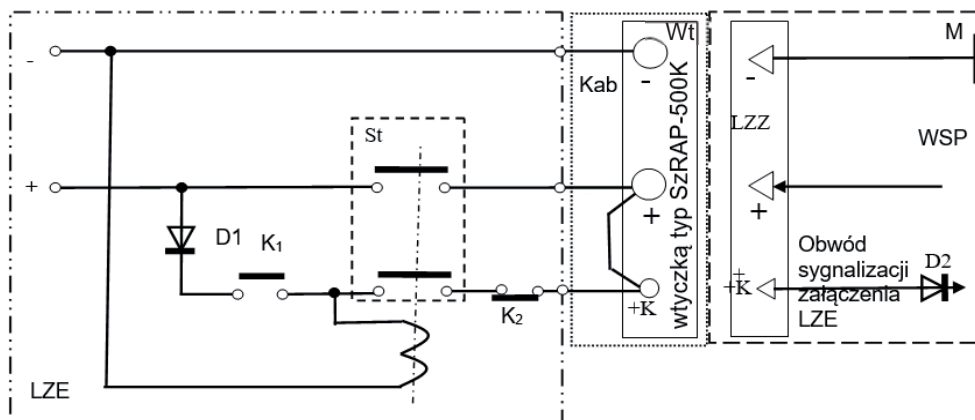 -
+
St
D1
K₁
K₂
LZE
Kab
Wt
-
+
+K
wtyczką typ SzRAP-500K
M
-
LZZ
WSP
+
Obwód
sygnalizacji
załączenia
LZE
+
+K
D2